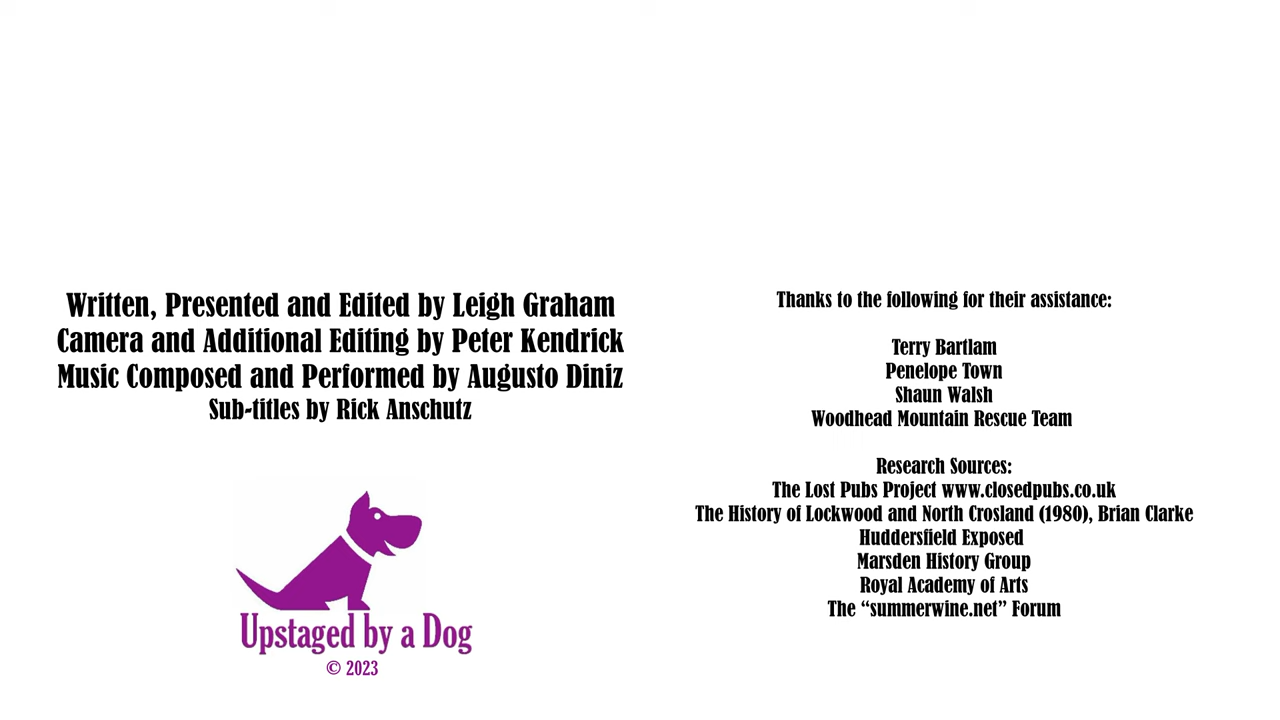 Written, Presented and Edited by Leigh Graham
Camera and Additional Editing by Peter Kendrick
Music Composed and Performed by Augusto Diniz
Sub-titles by Rick Anschutz
Upstaged by a Dog
© 2023
Thanks to the following for their assistance:
Terry Bartlam
Penelope Town
Shaun Walsh
Woodhead Mountain Rescue Team
Research Sources:
The Lost Pubs Project www.closedpubs.co.uk
The History of Lockwood and North Crosland (1980), Brian Clarke
Huddersfield Exposed
Marsden History Group
Royal Academy of Arts
The “summerwine.net” Forum